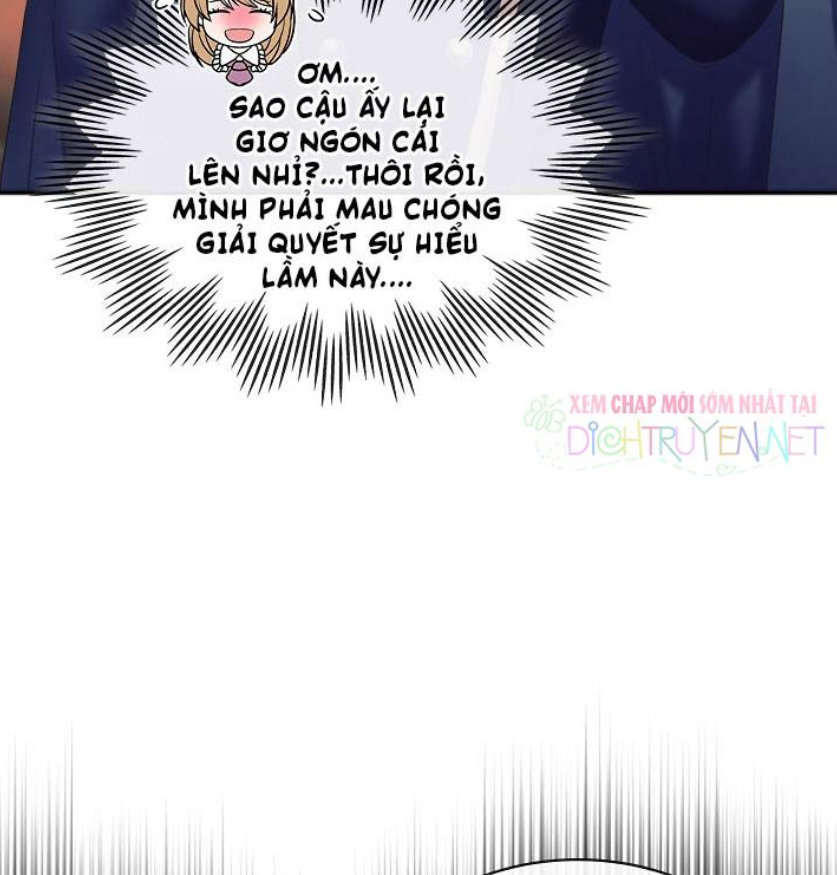 ƠM....
SAO CẬU ẤY LẠI
GIƠ NGÓN CÁI
LÊN NHỈ?...THÔI RỒI,
MÌNH PHẢI MAU CHÓNG
GIẢI QUYẾT SỰ HIỂU
LẦM NÀY....
XEM CHAP MỚI SỚM NHẤT TẠI
DICHTRUYEN.NET